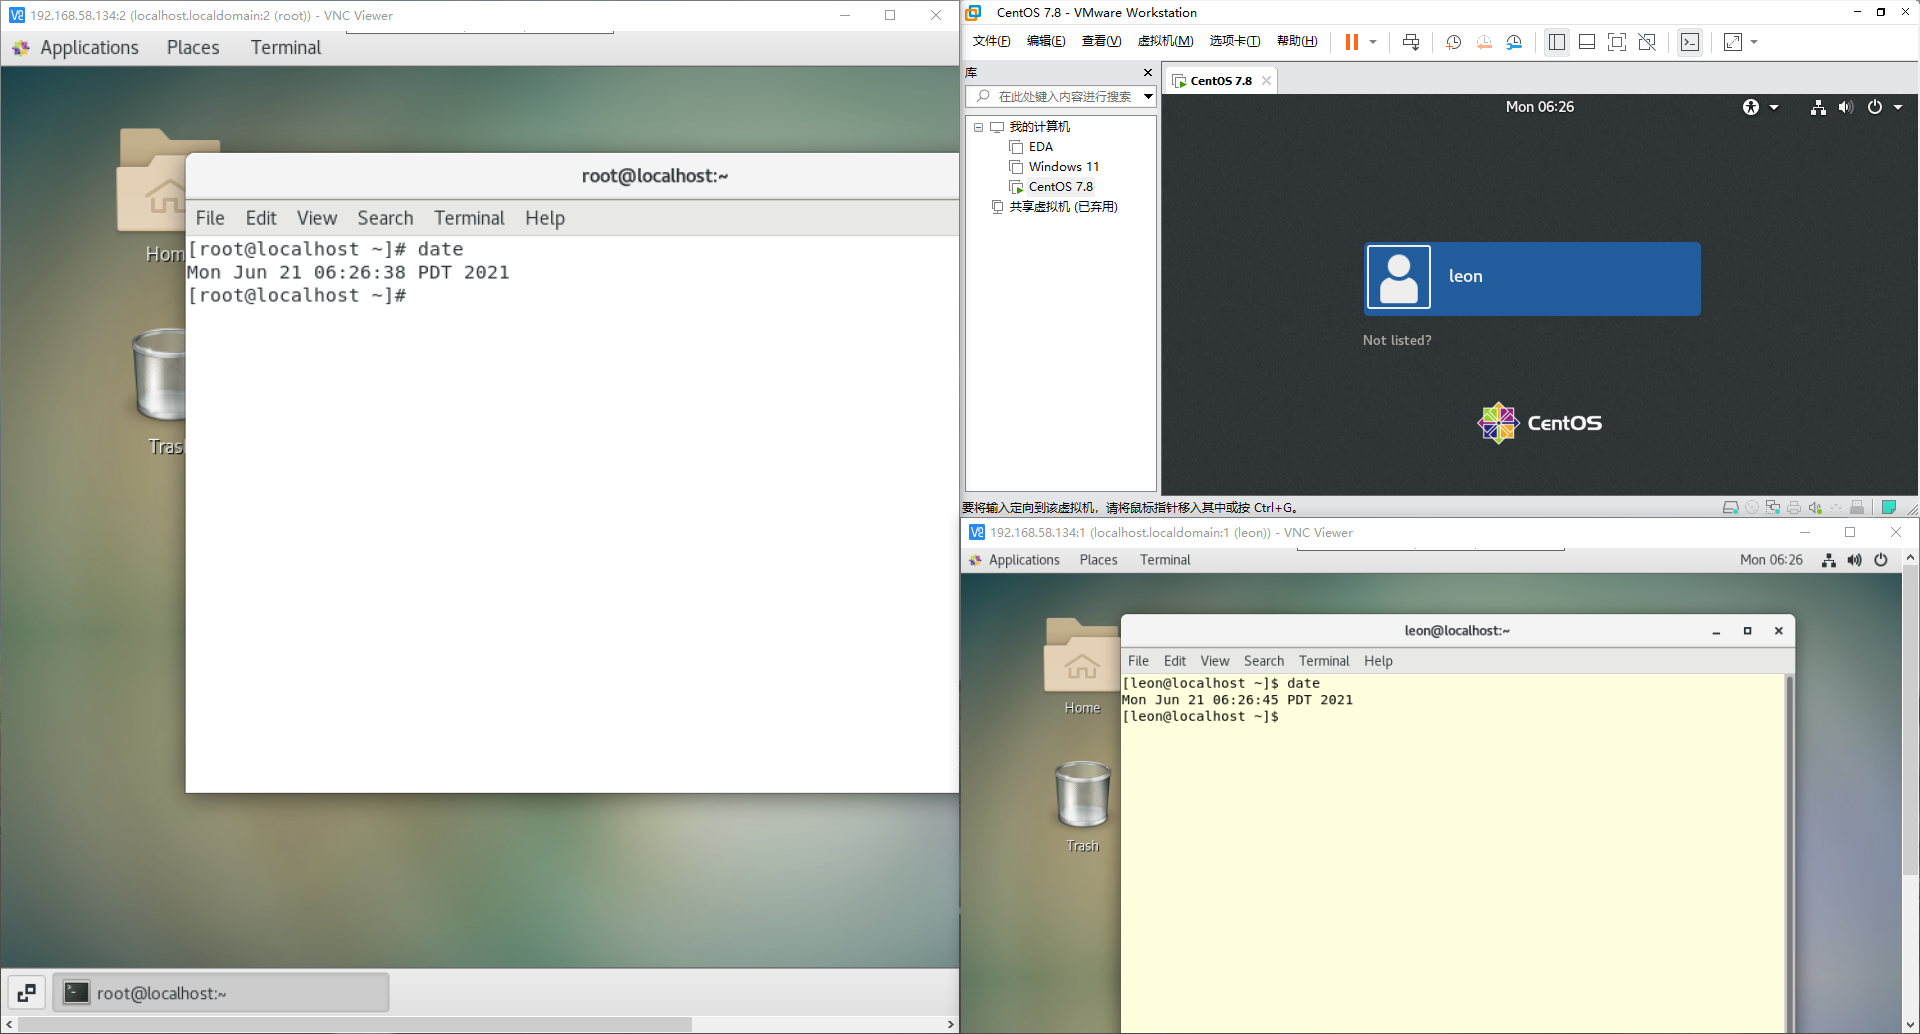 192.168.58.134:2 (localhost.localdomain:2 (root)) - VNC Viewer
Applications Places Terminal
Home
Trash
root@localhost:~
File Edit View Search Terminal Help
[root@localhost ~]# date
Mon Jun 21 06:26:38 PDT 2021
[root@localhost ~]#
root@localhost:~
CentOS 7.8 - VMware Workstation
文件(F) 编辑(E) 查看(V) 虚拟机(M) 选项卡(T) 帮助(H)
库
在此处键入内容进行搜索
我的计算机
EDA
Windows 11
CentOS 7.8
共享虚拟机 (已弃用)
CentOS 7.8
Mon 06:26
leon
Not listed?
CentOS
要将输入定向到该虚拟机，请将鼠标指针移入其中或按 Ctrl+G。
192.168.58.134:1 (localhost.localdomain:1 (leon)) - VNC Viewer
Applications Places Terminal Mon 06:26
Home
Trash
leon@localhost:~
File Edit View Search Terminal Help
[leon@localhost ~]$ date
Mon Jun 21 06:26:45 PDT 2021
[leon@localhost ~]$